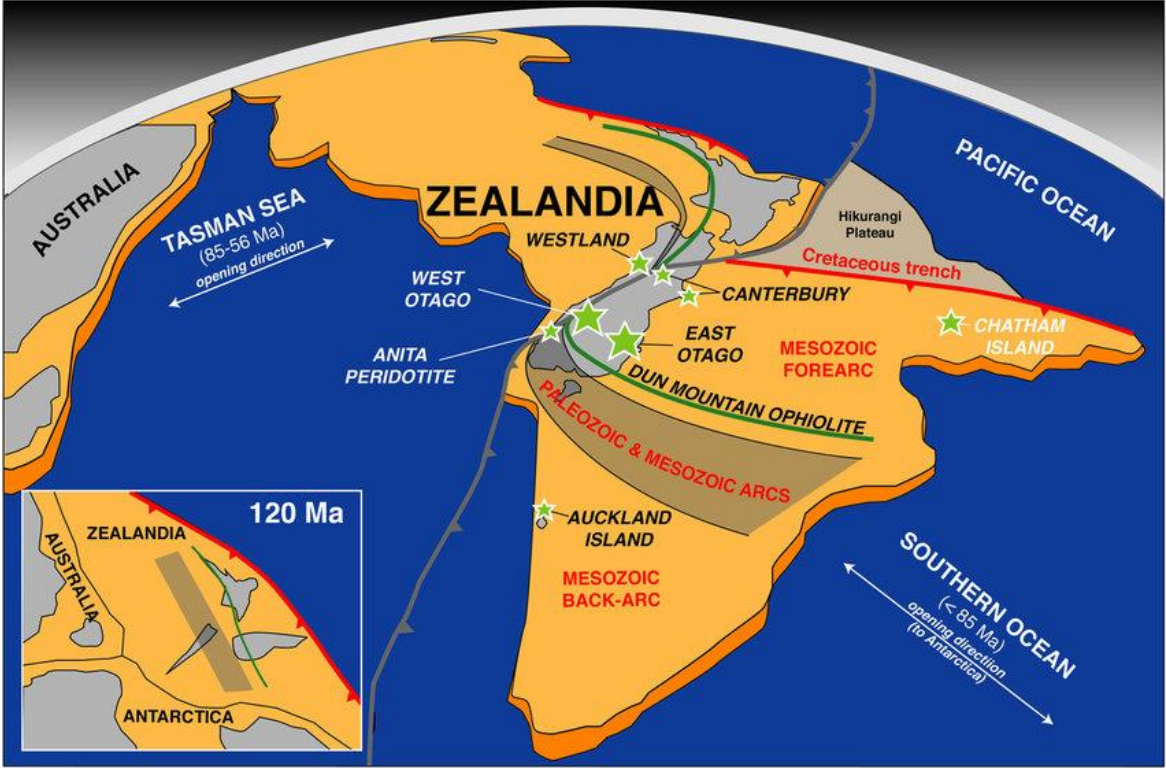 AUSTRALIA
TASMAN SEA
(85-56 Ma)
opening direction
ZEALANDIA
PACIFIC OCEAN
Hikurangi
Plateau
Cretaceous trench
WESTLAND
WEST
OTAGO
CANTERBURY
ANITA
PERIDOTITE
EAST
OTAGO
MESOZOIC
FOREARC
CHATHAM
ISLAND
DUN MOUNTAIN OPHIOLITE
PALEOZOIC & MESOZOIC ARCS
AUCKLAND
ISLAND
MESOZOIC
BACK-ARC
SOUTHERN OCEAN
(< 85 Ma)
opening direction
(to Antarctica)
120 Ma
ZEALANDIA
AUSTRALIA
ANTARCTICA